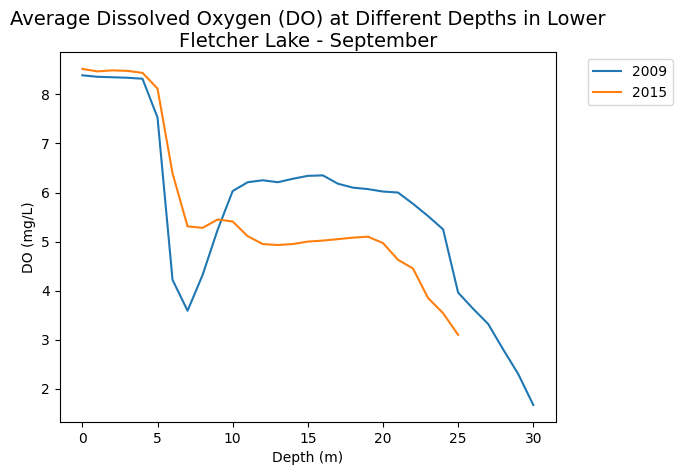 Average Dissolved Oxygen (DO) at Different Depths in Lower
Fletcher Lake - September
2009
2015
8
7
6
5
4
3
2
DO (mg/L)
0 5 10 15 20 25 30
Depth (m)